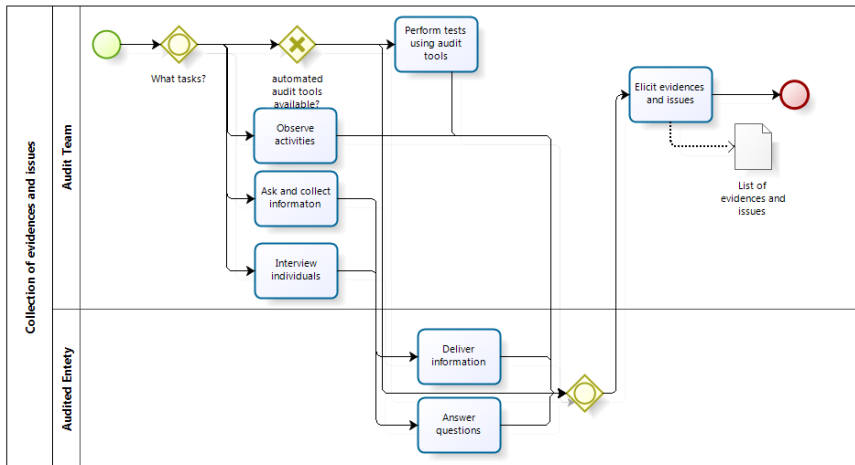 Collection of evidences and issues
Audit Team
What tasks?
automated
audit tools
available?
Perform tests
using audit
tools
Observe
activities
Ask and collect
informaton
Interview
individuals
Elicit evidences
and issues
List of
evidences and
issues
Audited Entety
Deliver
information
Answer
questions